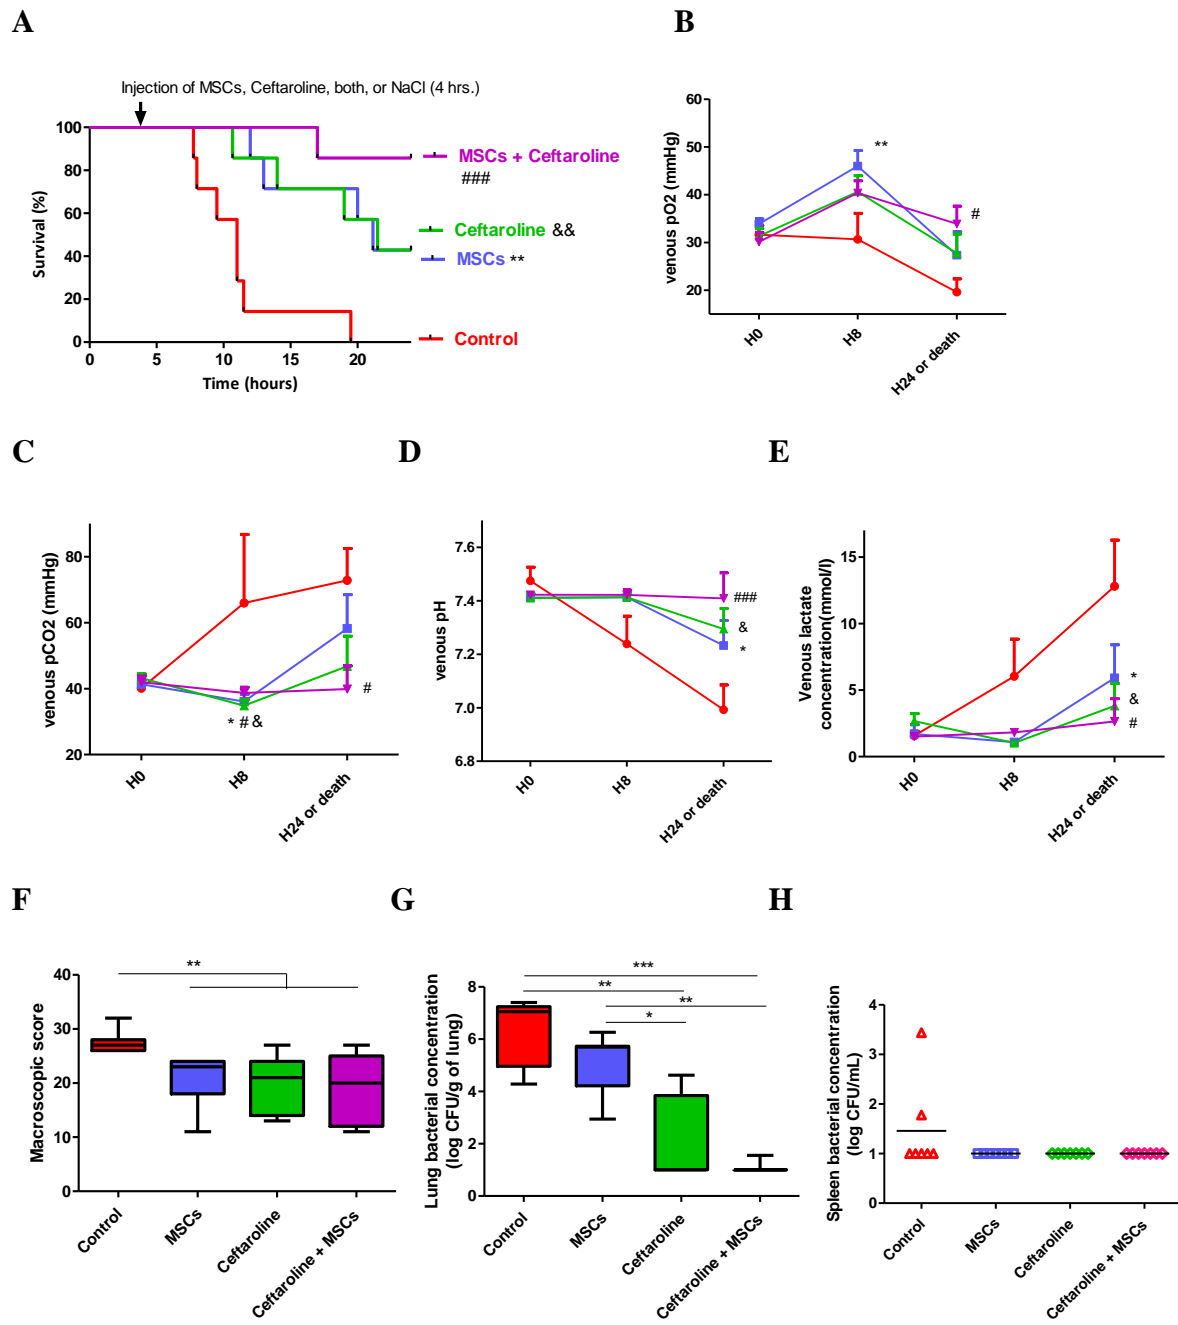 A
B
Injection of MSCs, Ceftaroline, both, or NaCl (4 hrs.)
100
80
60
40
20
0
Survival (%)
0 5 10 15 20
Time (hours)
MSCs + Ceftaroline
###
Ceftaroline &&
MSCs **
Control
60
50
40
30
20
venous pO2 (mmHg)
**
#
H0 H8 H24 or death
C
D
E
80
60
40
20
venous pCO2 (mmHg)
* # &
#
H0 H8 H24 or death
7.6
7.4
7.2
7.0
6.8
venous pH
###
&
*
H0 H8 H24 or death
15
10
5
0
Venous lactate
concentration(mmol/l)
*
&
#
H0 H8 H24 or death
F
G
H
40
30
20
10
0
Macroscopic score
**
Control MSCs Ceftaroline Ceftaroline + MSCs
8
6
4
2
0
Lung bacterial concentration
(log CFU/g of lung)
***
**
**
*
Control MSCs Ceftaroline Ceftaroline + MSCs
4
3
2
1
0
Spleen bacterial concentration
(log CFU/mL)
Control MSCs Ceftaroline Ceftaroline + MSCs